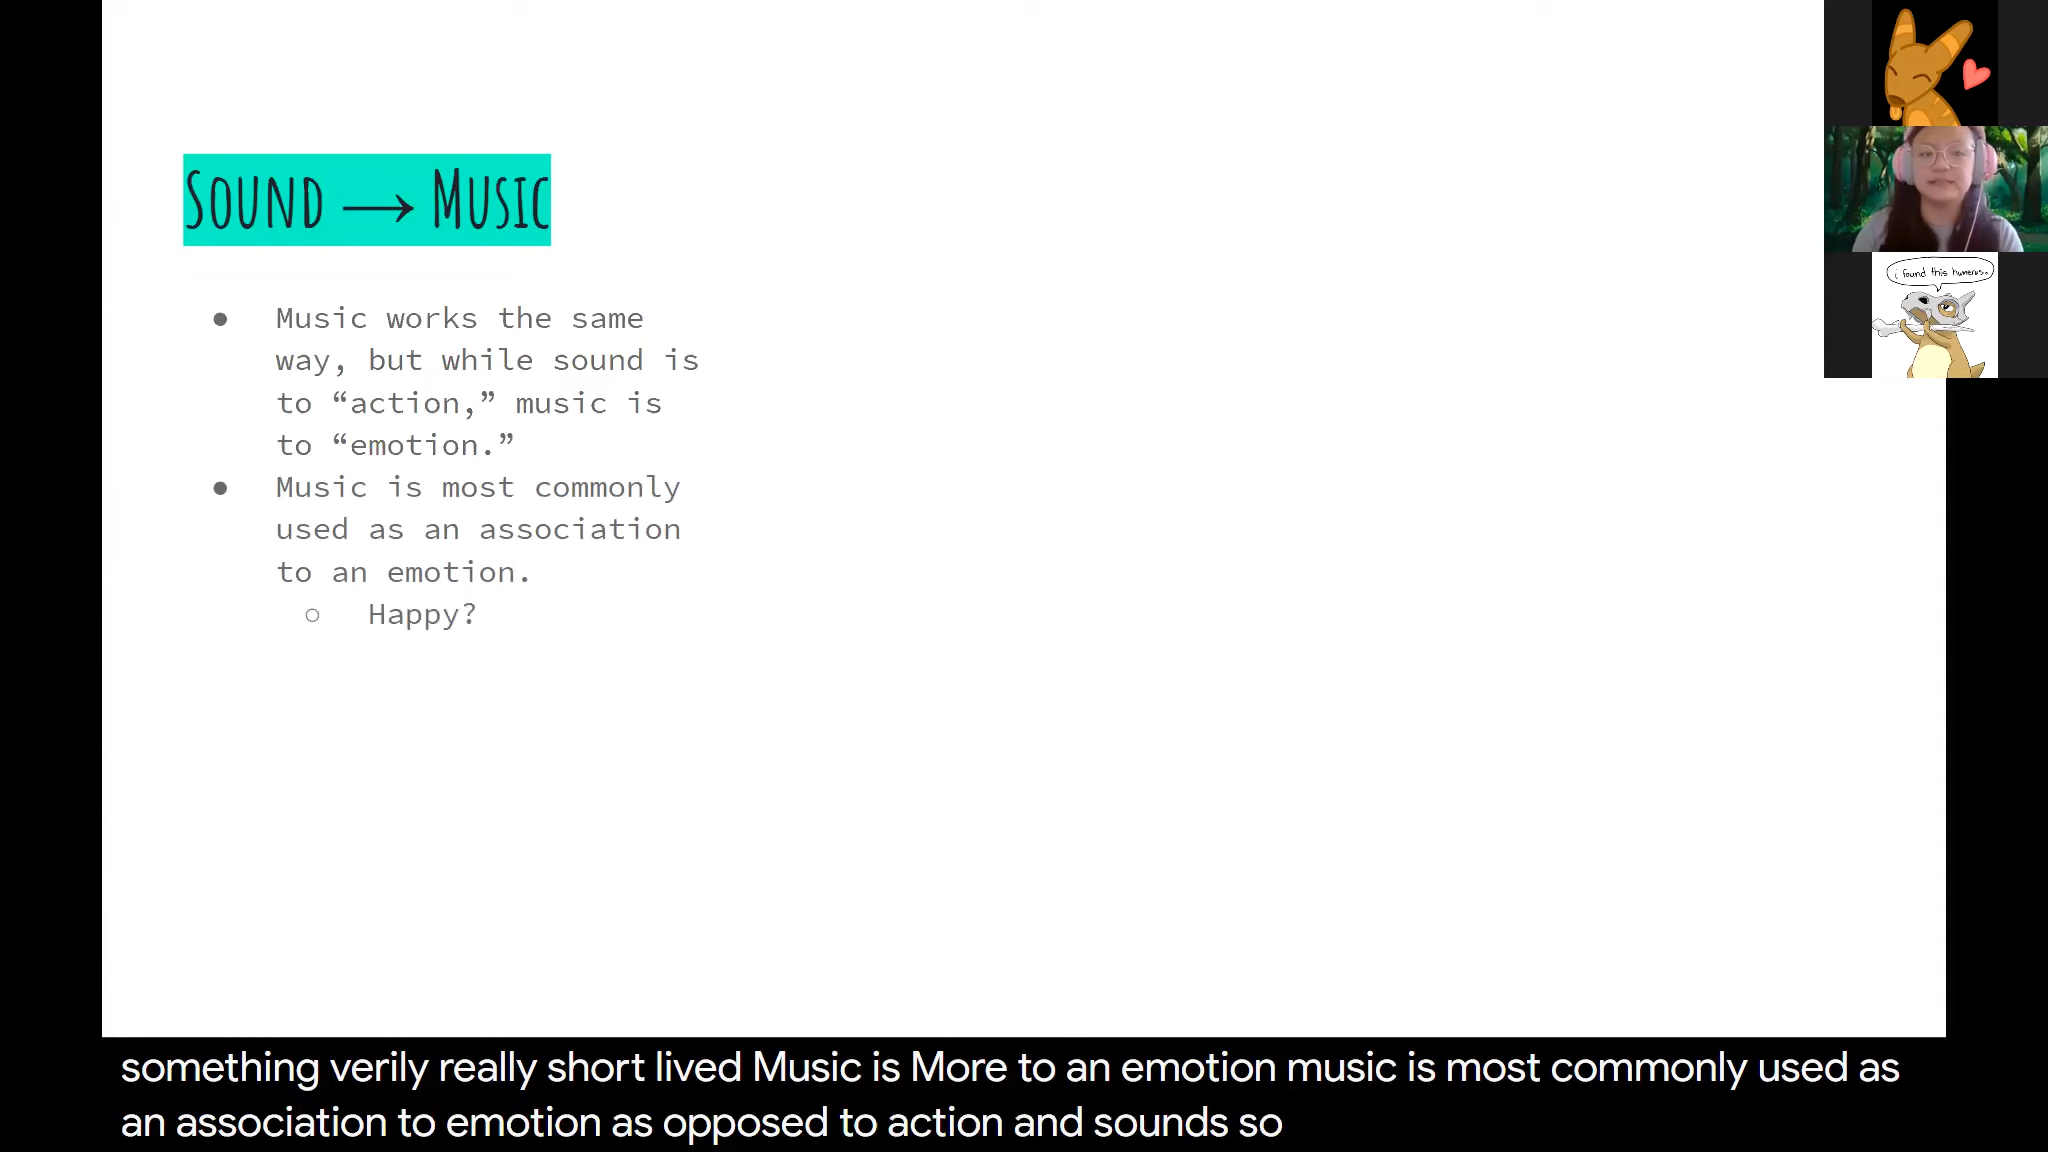 Sound → Music
● Music works the same
way, but while sound is
to “action,” music is
to “emotion.”
● Music is most commonly
used as an association
to an emotion.
○ Happy?
i found this humerus.
something verily really short lived Music is More to an emotion music is most commonly used as
an association to emotion as opposed to action and sounds so